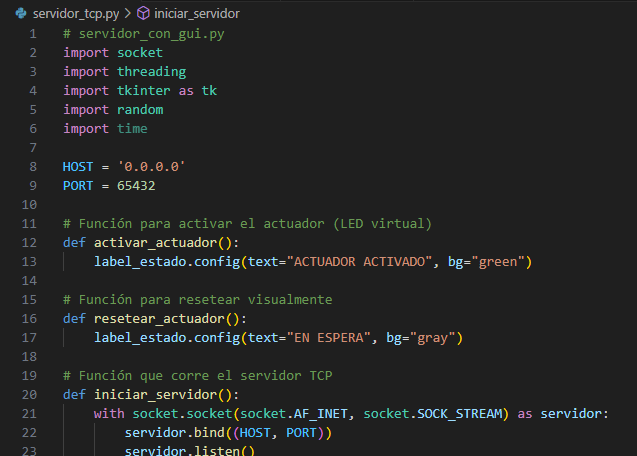 servidor_tcp.py > iniciar_servidor
1 # servidor_con_gui.py
2 import socket
3 import threading
4 import tkinter as tk
5 import random
6 import time
7
8 HOST = '0.0.0.0'
9 PORT = 65432
10
11 # Función para activar el actuador (LED virtual)
12 def activar_actuador():
13     label_estado.config(text="ACTUADOR ACTIVADO", bg="green")
14
15 # Función para resetear visualmente
16 def resetear_actuador():
17     label_estado.config(text="EN ESPERA", bg="gray")
18
19 # Función que corre el servidor TCP
20 def iniciar_servidor():
21     with socket.socket(socket.AF_INET, socket.SOCK_STREAM) as servidor:
22         servidor.bind((HOST, PORT))
23         servidor.listen()